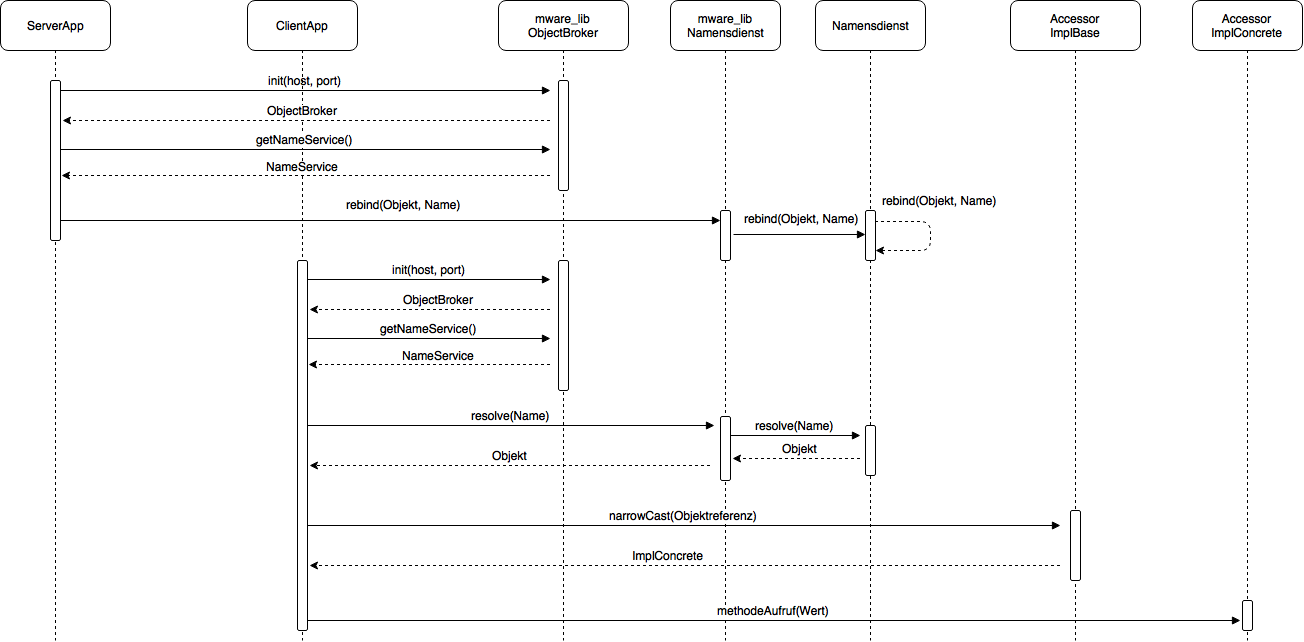 ServerApp
ClientApp
mware_lib
ObjectBroker
mware_lib
Namensdienst
Namensdienst
Accessor
ImplBase
Accessor
ImplConcrete
init(host, port)
ObjectBroker
getNameService()
NameService
rebind(Objekt, Name)
rebind(Objekt, Name)
rebind(Objekt, Name)
init(host, port)
ObjectBroker
getNameService()
NameService
resolve(Name)
resolve(Name)
Objekt
Objekt
narrowCast(Objektreferenz)
ImplConcrete
methodeAufruf(Wert)